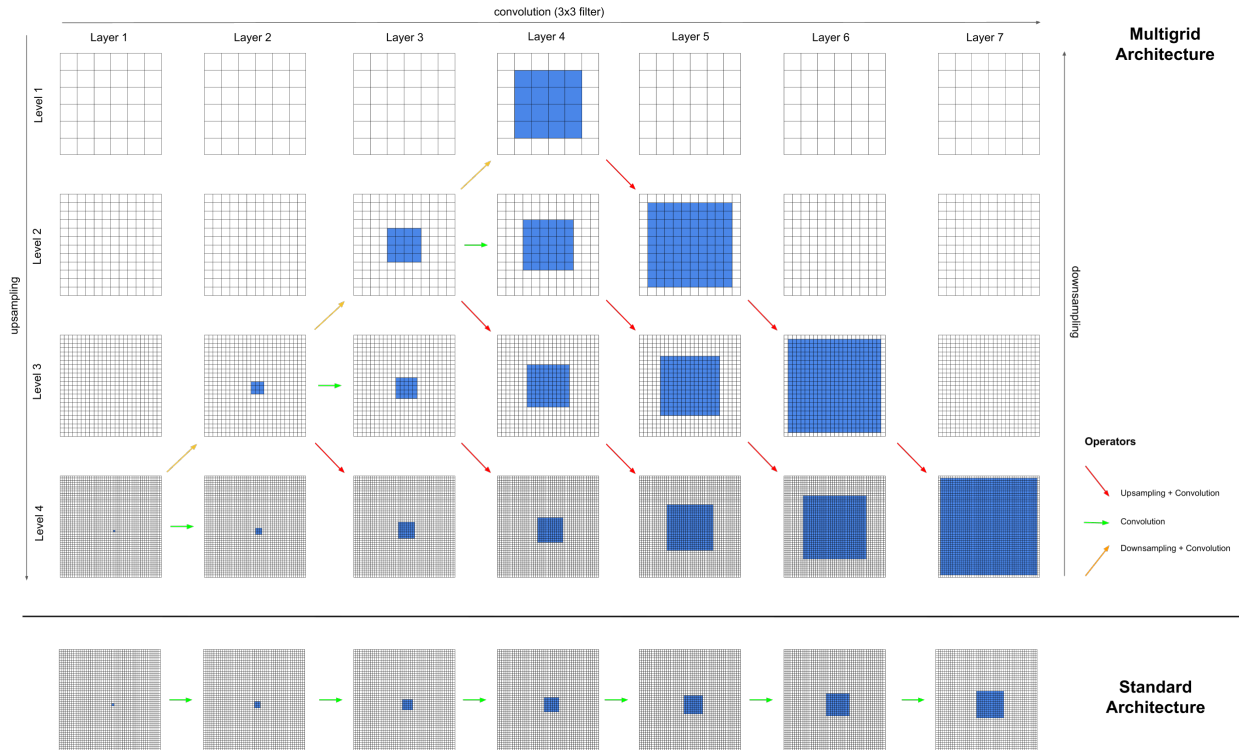 convolution (3x3 filter)
Layer 1
Layer 2
Layer 3
Layer 4
Layer 5
Layer 6
Layer 7
Multigrid
Architecture
Level 1
Level 2
Level 3
Level 4
upsampling
downsampling
Operators
Upsampling + Convolution
Convolution
Downsampling + Convolution
Standard
Architecture